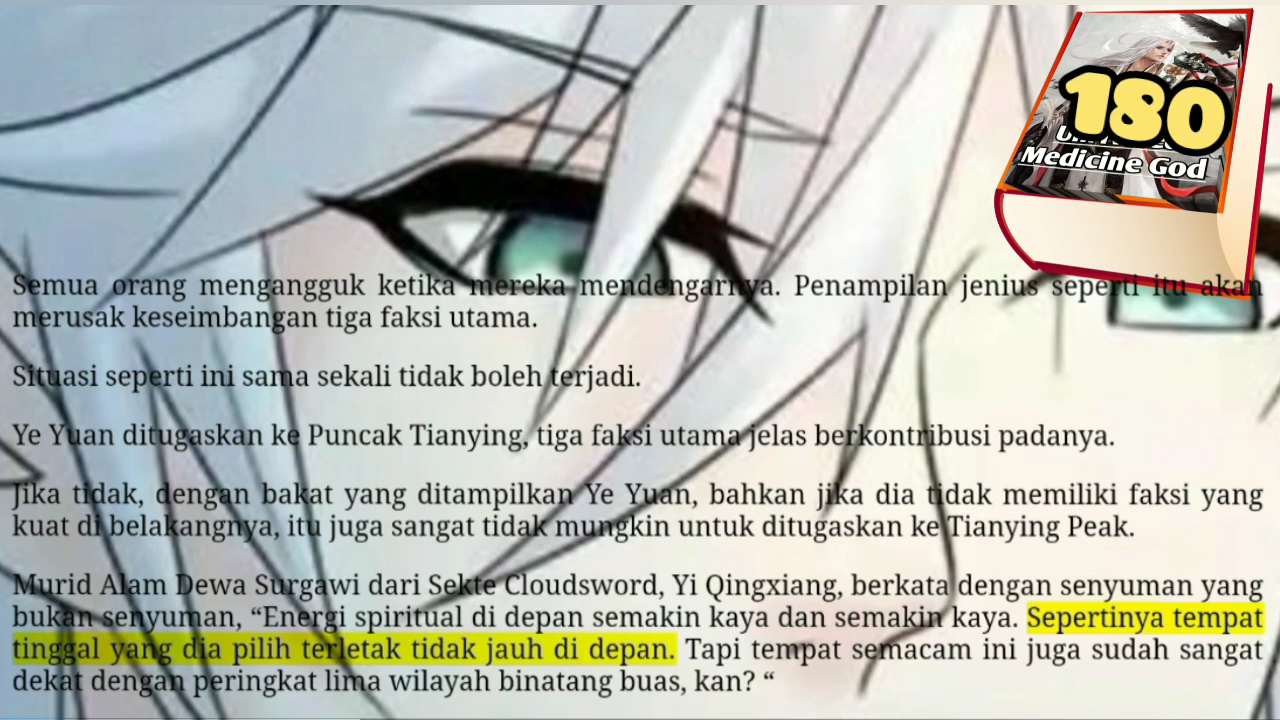 180
Medicine God
Semua orang mengangguk ketika mereka mendengarnya. Penampilan jenius seperti itu akan
merusak keseimbangan tiga faksi utama.
Situasi seperti ini sama sekali tidak boleh terjadi.
Ye Yuan ditugaskan ke Puncak Tianying, tiga faksi utama jelas berkontribusi padanya.
Jika tidak, dengan bakat yang ditampilkan Ye Yuan, bahkan jika dia tidak memiliki faksi yang
kuat di belakangnya, itu juga sangat tidak mungkin untuk ditugaskan ke Tianying Peak.
Murid Alam Dewa Surgawi dari Sekte Cloudsword, Yi Qingxiang, berkata dengan senyuman yang
bukan senyuman, “Energi spiritual di depan semakin kaya dan semakin kaya. Sepertinya tempat
tinggal yang dia pilih terletak tidak jauh di depan. Tapi tempat semacam ini juga sudah sangat
dekat dengan peringkat lima wilayah binatang buas, kan? “